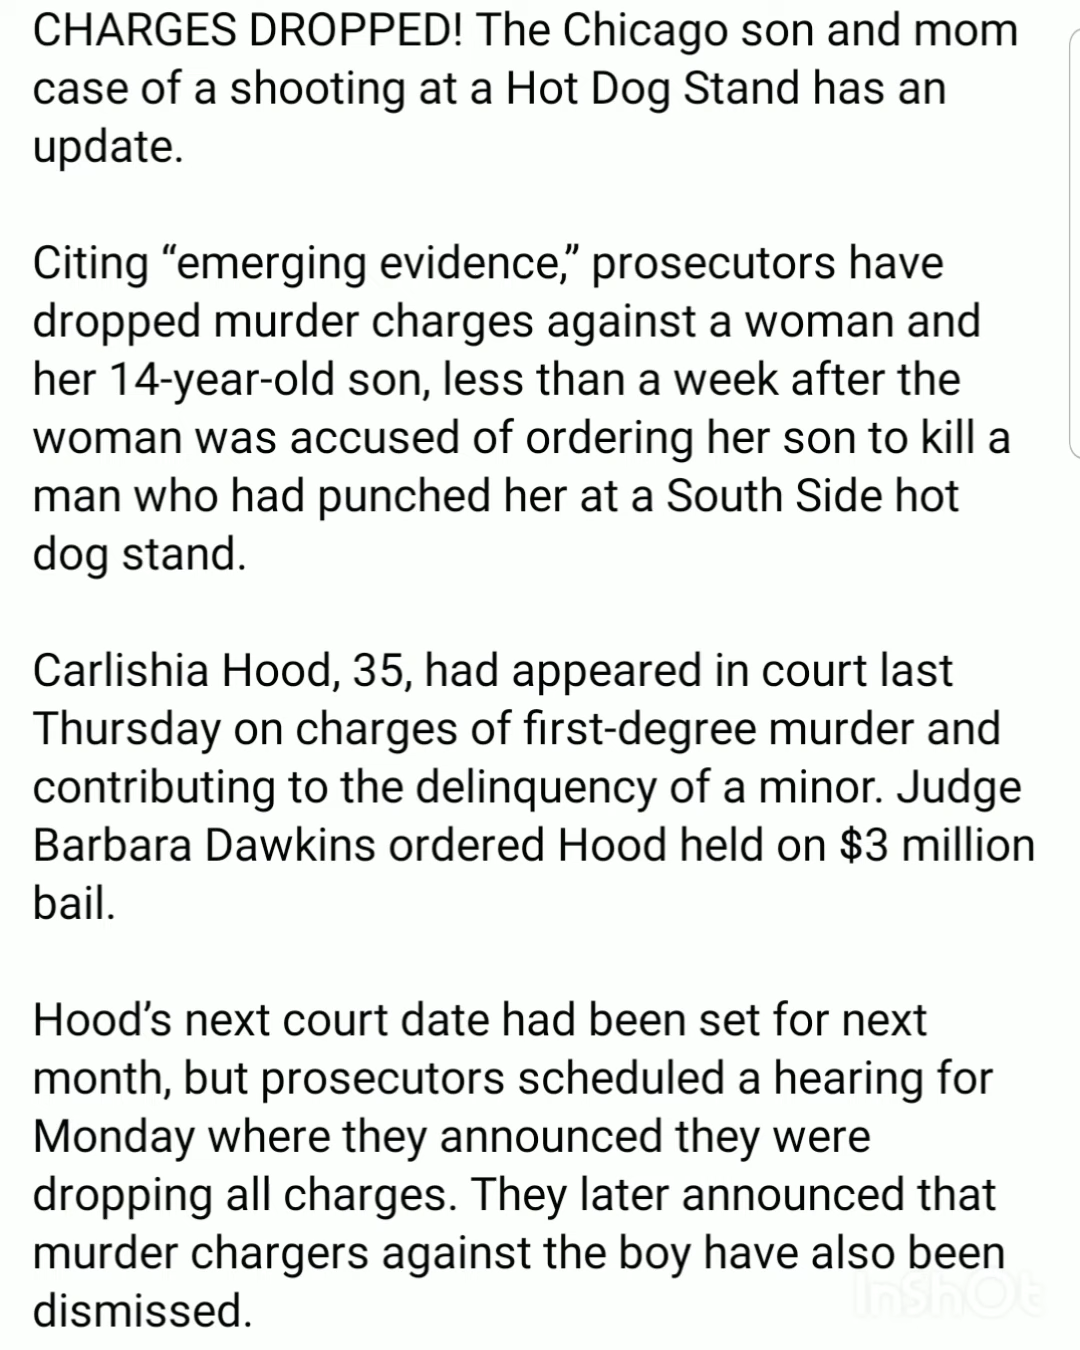 CHARGES DROPPED! The Chicago son and mom
case of a shooting at a Hot Dog Stand has an
update.
Citing “emerging evidence,” prosecutors have
dropped murder charges against a woman and
her 14-year-old son, less than a week after the
woman was accused of ordering her son to kill a
man who had punched her at a South Side hot
dog stand.
Carlishia Hood, 35, had appeared in court last
Thursday on charges of first-degree murder and
contributing to the delinquency of a minor. Judge
Barbara Dawkins ordered Hood held on $3 million
bail.
Hood’s next court date had been set for next
month, but prosecutors scheduled a hearing for
Monday where they announced they were
dropping all charges. They later announced that
murder chargers against the boy have also been
dismissed.
InShOt